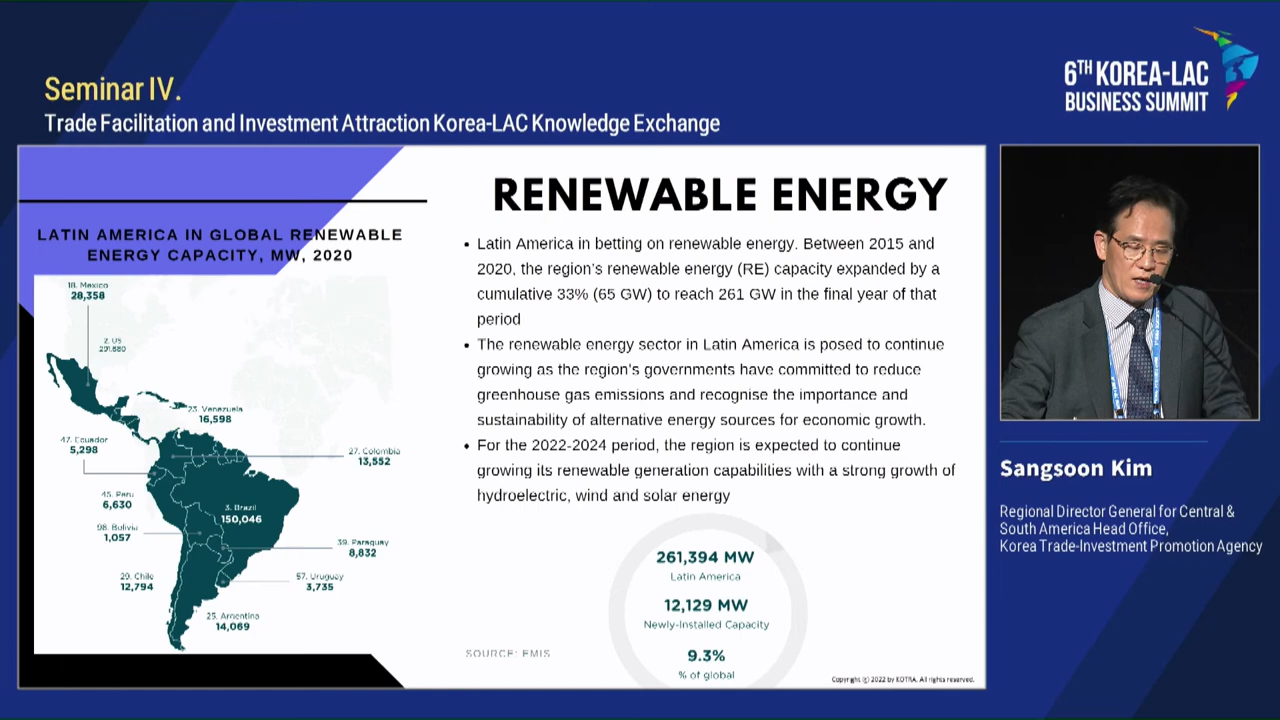 Seminar IV.
Trade Facilitation and Investment Attraction Korea-LAC Knowledge Exchange
6TH KOREA-LAC
BUSINESS SUMMIT
LATIN AMERICA IN GLOBAL RENEWABLE
ENERGY CAPACITY, MW, 2020
18. Mexico
28,358
2. US
291,680
23. Venezuela
16,598
47. Ecuador
5,298
27. Colombia
13,552
45. Peru
6,630
3. Brazil
150,046
98. Bolivia
1,057
39. Paraguay
8,832
29. Chile
12,794
57. Uruguay
3,735
25. Argentina
14,069
RENEWABLE ENERGY
• Latin America in betting on renewable energy. Between 2015 and
2020, the region's renewable energy (RE) capacity expanded by a
cumulative 33% (65 GW) to reach 261 GW in the final year of that
period
• The renewable energy sector in Latin America is posed to continue
growing as the region's governments have committed to reduce
greenhouse gas emissions and recognise the importance and
sustainability of alternative energy sources for economic growth.
• For the 2022-2024 period, the region is expected to continue
growing its renewable generation capabilities with a strong growth of
hydroelectric, wind and solar energy
261,394 MW
Latin America
12,129 MW
Newly-Installed Capacity
9.3%
% of global
SOURCE: EMIS
Copyright (c) 2022 by KOTRA. All rights reserved.
Sangsoon Kim
Regional Director General for Central &
South America Head Office,
Korea Trade-Investment Promotion Agency